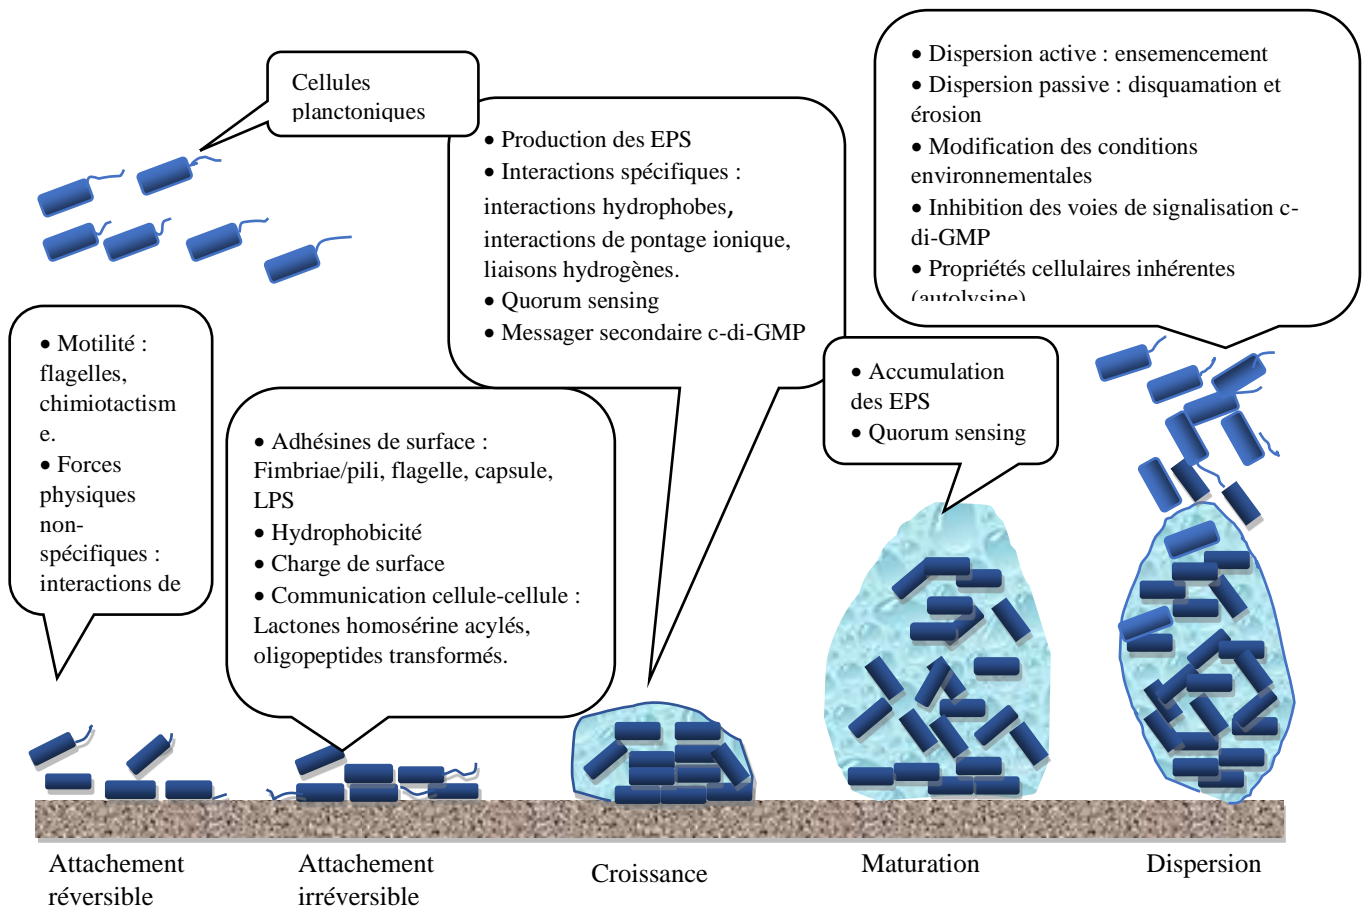 Cellules
planctoniques
• Production des EPS
• Interactions spécifiques :
interactions hydrophobes,
interactions de pontage ionique,
liaisons hydrogènes.
• Quorum sensing
• Messager secondaire c-di-GMP
• Dispersion active : ensemencement
• Dispersion passive : disquamation et
érosion
• Modification des conditions
environnementales
• Inhibition des voies de signalisation c-
di-GMP
• Propriétés cellulaires inhérentes
(autolysine)
• Motilité :
flagelles,
chimiotactism
e.
• Forces
physiques
non-
spécifiques :
interactions de
• Adhésines de surface :
Fimbriae/pili, flagelle, capsule,
LPS
• Hydrophobicité
• Charge de surface
• Communication cellule-cellule :
Lactones homosérine acylés,
oligopeptides transformés.
• Accumulation
des EPS
• Quorum sensing
Attachement
réversible
Attachement
irréversible
Croissance
Maturation
Dispersion